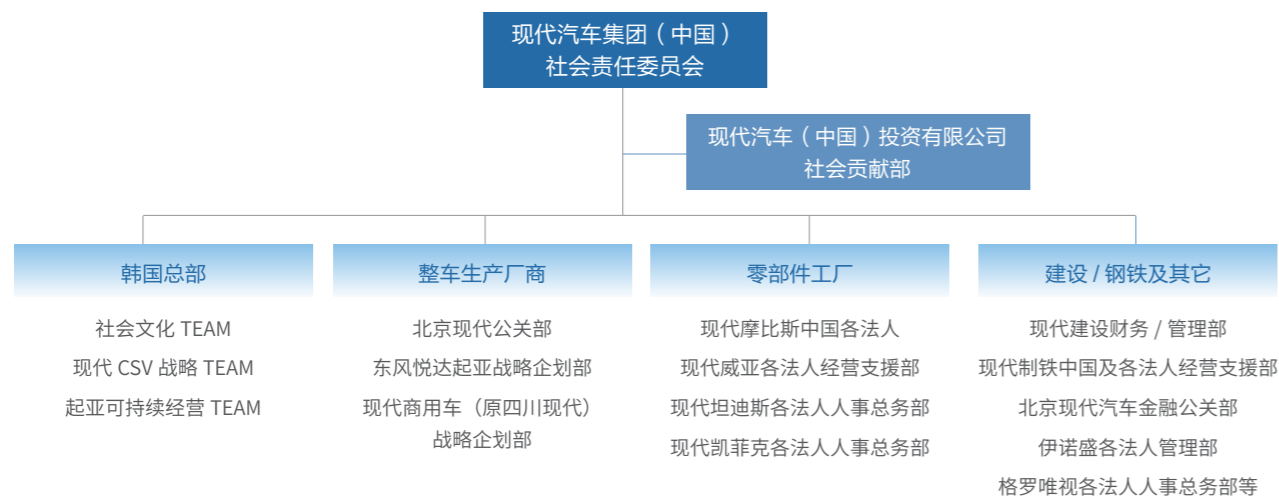 现代汽车集团（中国）
社会责任委员会
现代汽车（中国）投资有限公司
社会贡献部
韩国总部
社会文化 TEAM
现代 CSV 战略 TEAM
起亚可持续经营 TEAM
整车生产厂商
北京现代公关部
东风悦达起亚战略企划部
现代商用车（原四川现代）
战略企划部
零部件工厂
现代摩比斯中国各法人
现代威亚各法人经营支援部
现代坦迪斯各法人人事总务部
现代凯菲克各法人人事总务部
建设 / 钢铁及其它
现代建设财务 / 管理部
现代制铁中国及各法人经营支援部
北京现代汽车金融公关部
伊诺盛各法人管理部
格罗唯视各法人人事总务部等